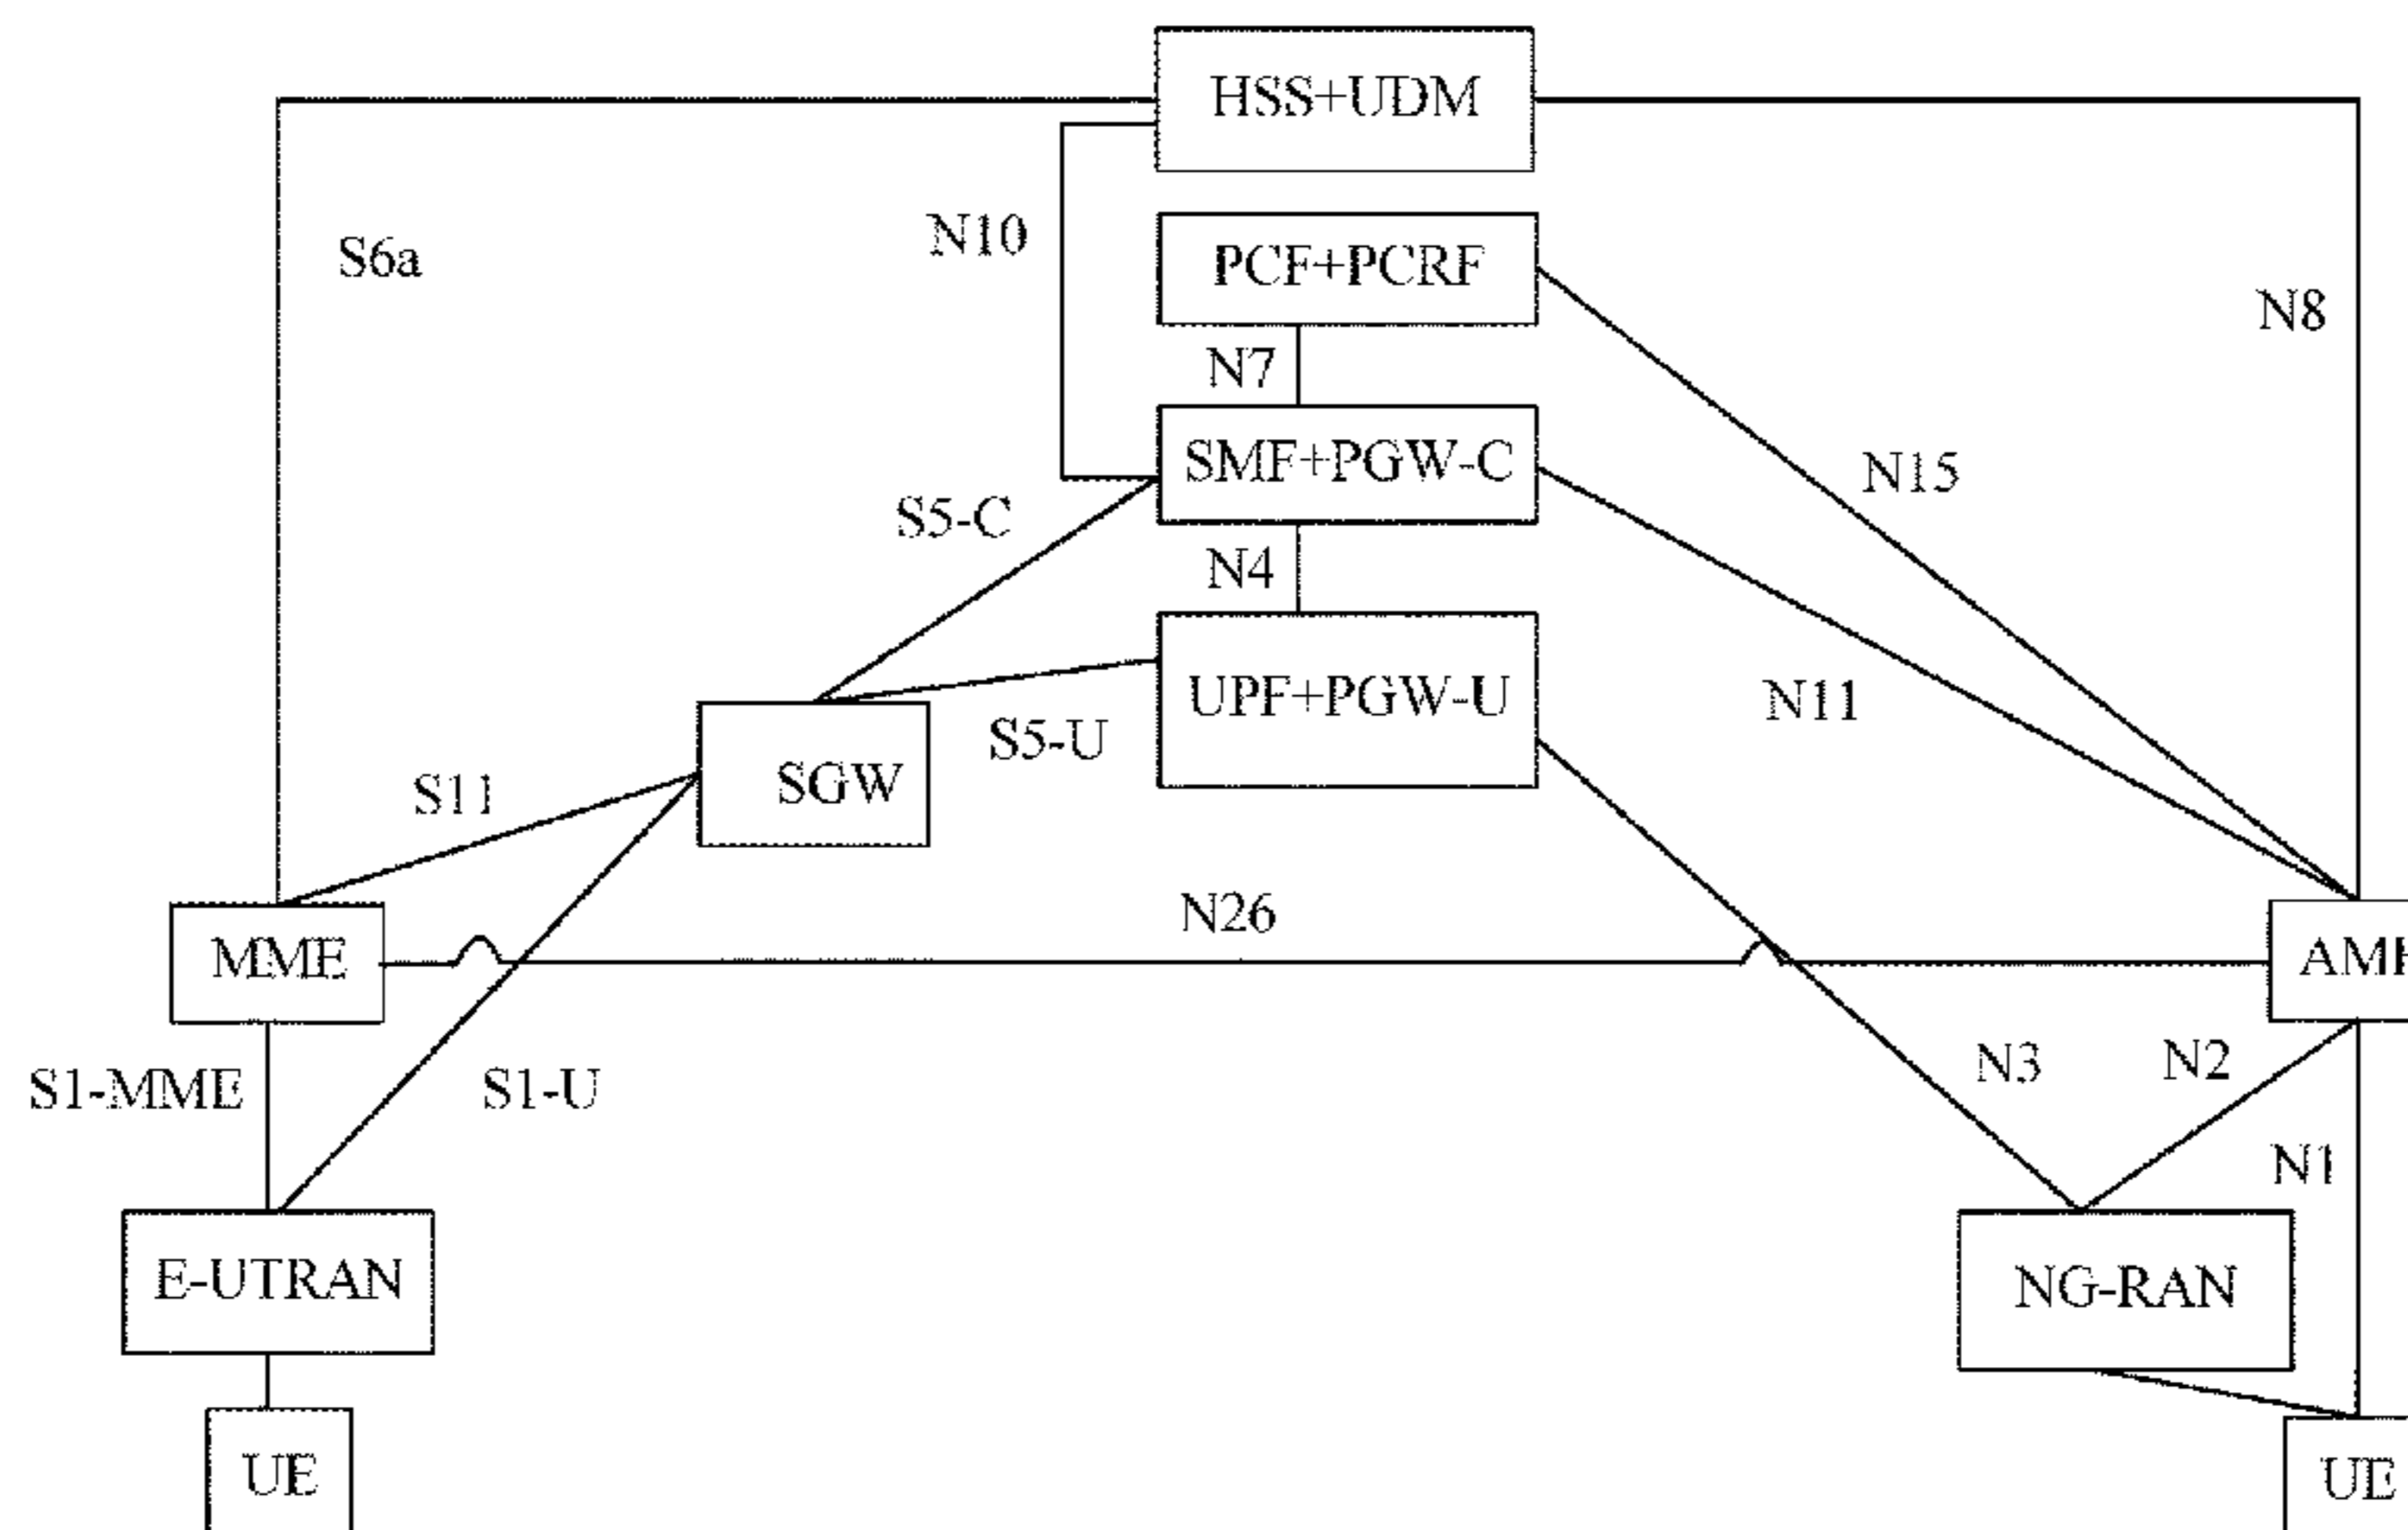 HSS+UDM
N10
S6a
PCF+PCRF
N8
N7
SMF+PGW-C
N15
S5-C
N4
UPF+PGW-U
N11
S5-U
SGW
S11
N26
MME
N3
N2
S1-MME
S1-U
N1
E-UTRAN
NG-RAN
UE
UE